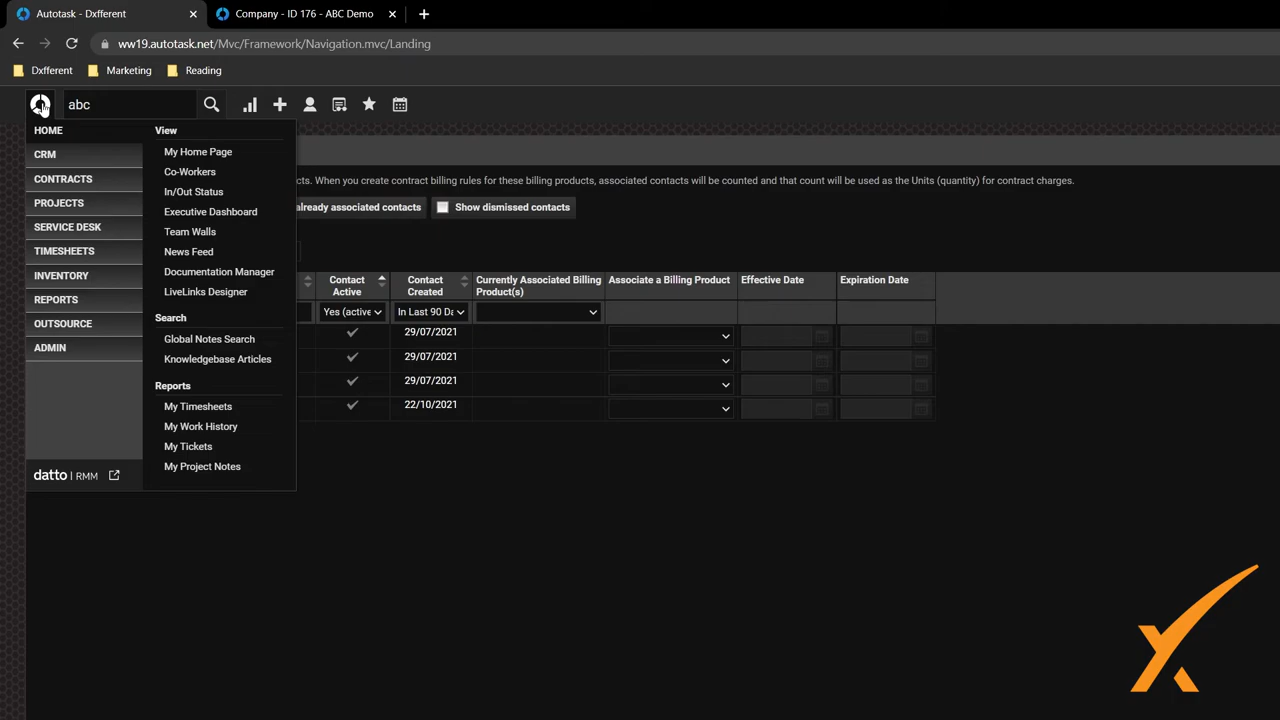 Autotask - Dxfferent
Company - ID 176 - ABC Demo
ww19.autotask.net/Mvc/Framework/Navigation.mvc/Landing
Dxfferent
Marketing
Reading
abc
HOME
CRM
CONTRACTS
PROJECTS
SERVICE DESK
TIMESHEETS
INVENTORY
REPORTS
OUTSOURCE
ADMIN
datto | RMM
View
My Home Page
Co-Workers
In/Out Status
Executive Dashboard
Team Walls
News Feed
Documentation Manager
LiveLinks Designer
Search
Global Notes Search
Knowledgebase Articles
Reports
My Timesheets
My Work History
My Tickets
My Project Notes
cts. When you create contract billing rules for these billing products, associated contacts will be counted and that count will be used as the Units (quantity) for contract charges.
already associated contacts
Show dismissed contacts
Contact
Active
Contact
Created
Currently Associated Billing
Product(s)
Associate a Billing Product
Effective Date
Expiration Date
Yes (active
In Last 90 Da
29/07/2021
29/07/2021
29/07/2021
22/10/2021